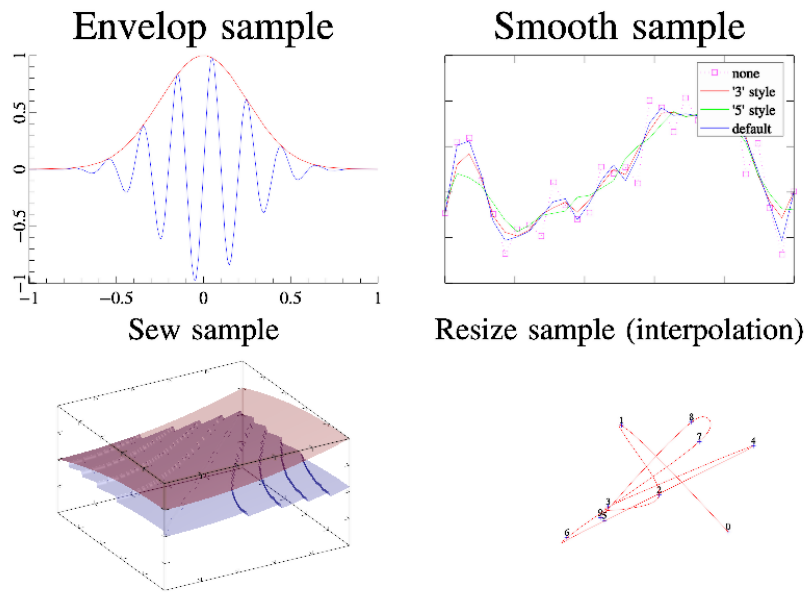 Envelop sample
Smooth sample
1
0.5
0
−0.5
−1
−1
−0.5
0
0.5
1
none
'3' style
'5' style
default
Sew sample
Resize sample (interpolation)
1
8
7
4
2
3
9
5
6
0